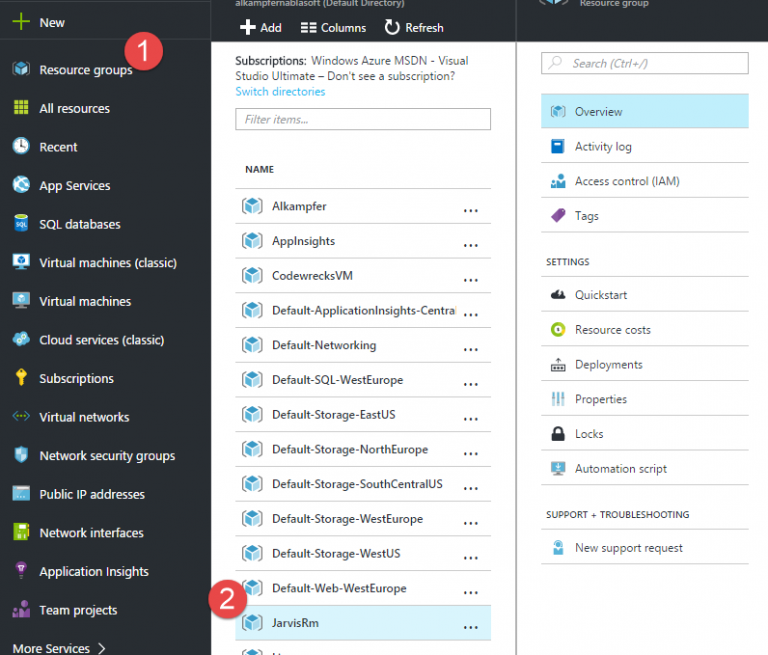 New
1
Resource groups
All resources
Recent
App Services
SQL databases
Virtual machines (classic)
Virtual machines
Cloud services (classic)
Subscriptions
Virtual networks
Network security groups
Public IP addresses
Network interfaces
Application Insights
Team projects
More Services >
alkampfernablasoft (Default Directory)
Add Columns Refresh
Subscriptions: Windows Azure MSDN - Visual
Studio Ultimate – Don't see a subscription?
Switch directories
Filter items...
NAME
Alkampfer ...
AppInsights ...
CodewrecksVM ...
Default-ApplicationInsights-Central ...
Default-Networking ...
Default-SQL-WestEurope ...
Default-Storage-EastUS ...
Default-Storage-NorthEurope ...
Default-Storage-SouthCentralUS ...
Default-Storage-WestEurope ...
Default-Storage-WestUS ...
Default-Web-WestEurope ...
2
JarvisRm ...
Resource group
Search (Ctrl+/)
Overview
Activity log
Access control (IAM)
Tags
SETTINGS
Quickstart
Resource costs
Deployments
Properties
Locks
Automation script
SUPPORT + TROUBLESHOOTING
New support request